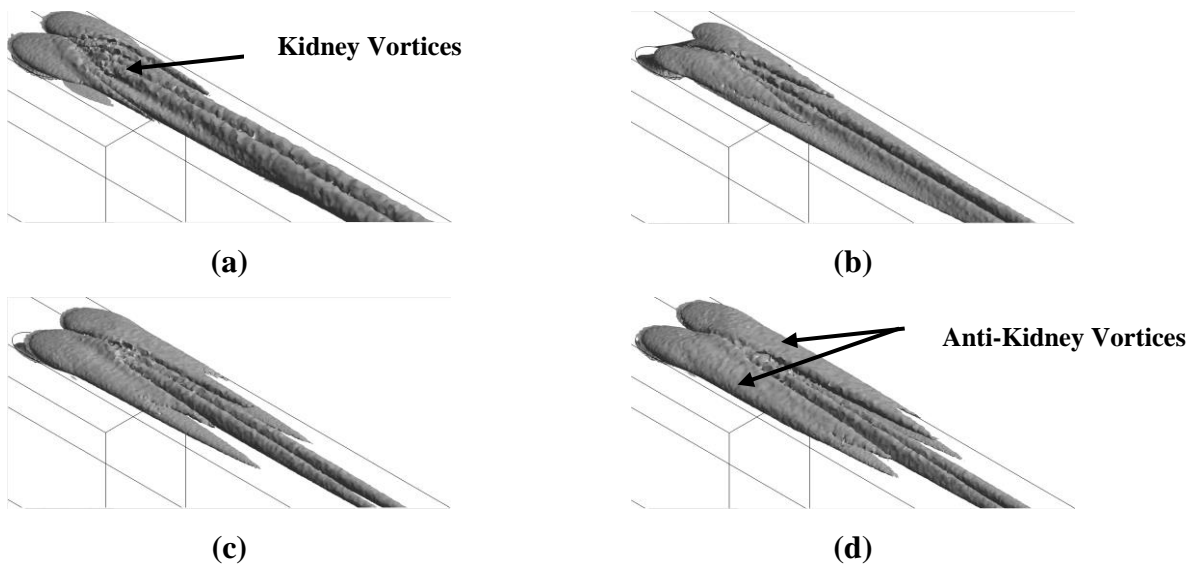 Kidney Vortices
(a)
(b)
Anti-Kidney Vortices
(c)
(d)